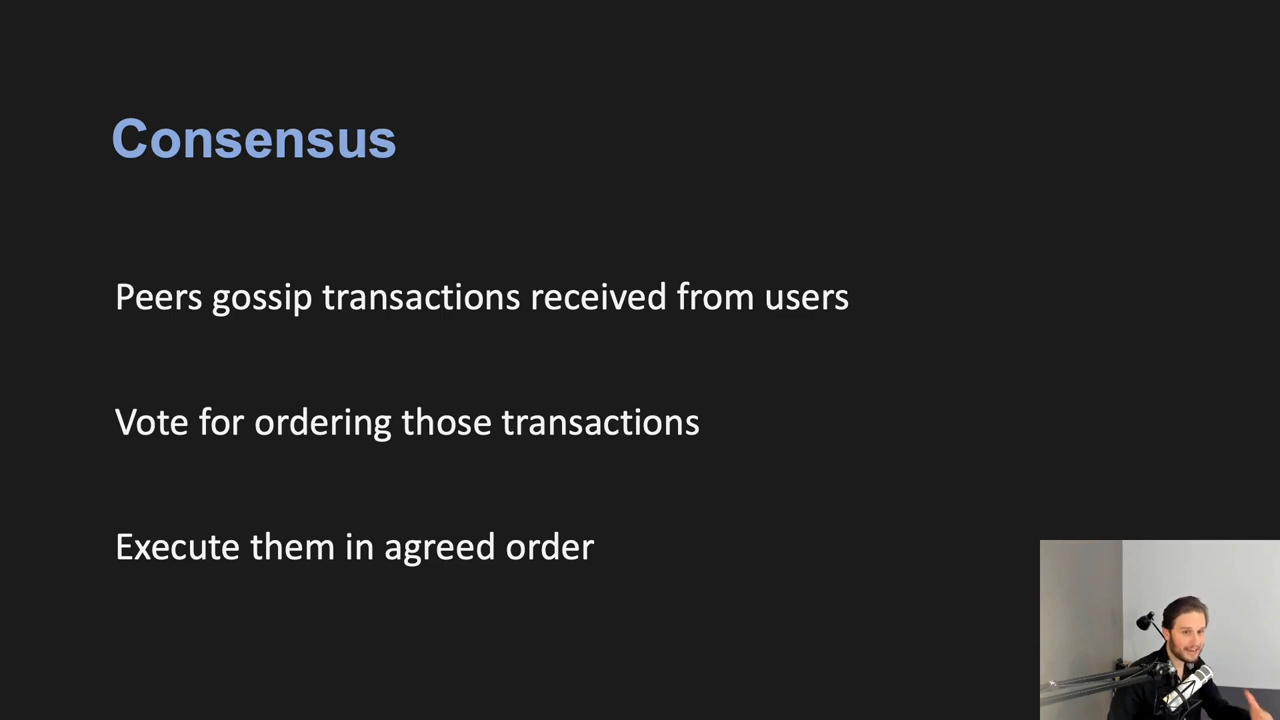 Consensus
Peers gossip transactions received from users
Vote for ordering those transactions
Execute them in agreed order